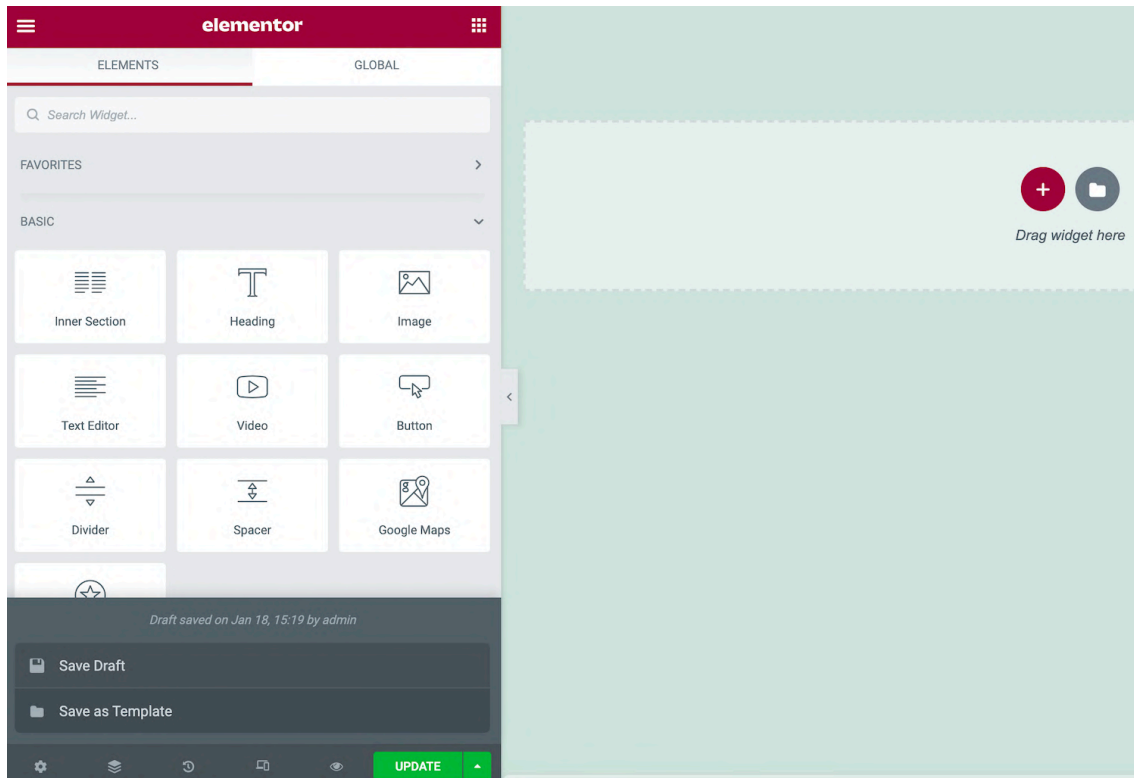 elementor
ELEMENTS GLOBAL
Search Widget...
FAVORITES
BASIC
Inner Section Heading Image
Text Editor Video Button
Divider Spacer Google Maps
Draft saved on Jan 18, 15:19 by admin
Save Draft
Save as Template
UPDATE
Drag widget here